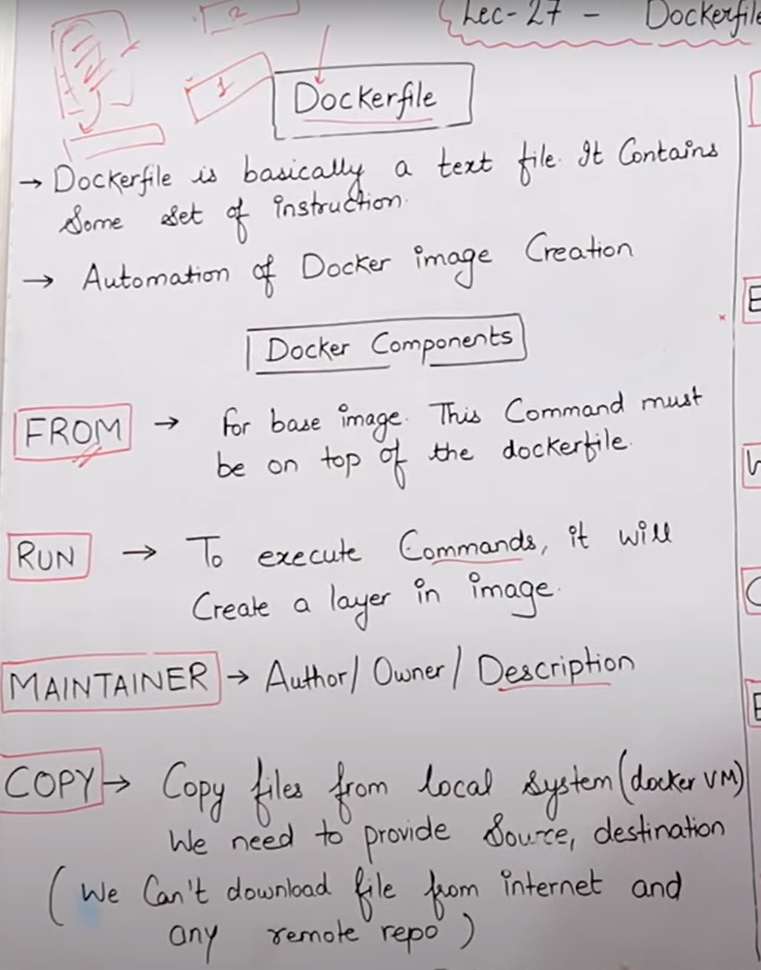 Lec-27 - Dockerfile
2
1
Dockerfile
→ Dockerfile is basically a text file. It Contains
Some set of instruction.
→ Automation of Docker image Creation
Docker Components
FROM → for base image. This Command must
be on top of the dockerfile.
RUN → To execute Commands, it will
Create a layer in image.
MAINTAINER → Author/ Owner/ Description
COPY → Copy files from local system (docker VM)
We need to provide Source, destination
(We Can't download file from internet and
any remote repo)